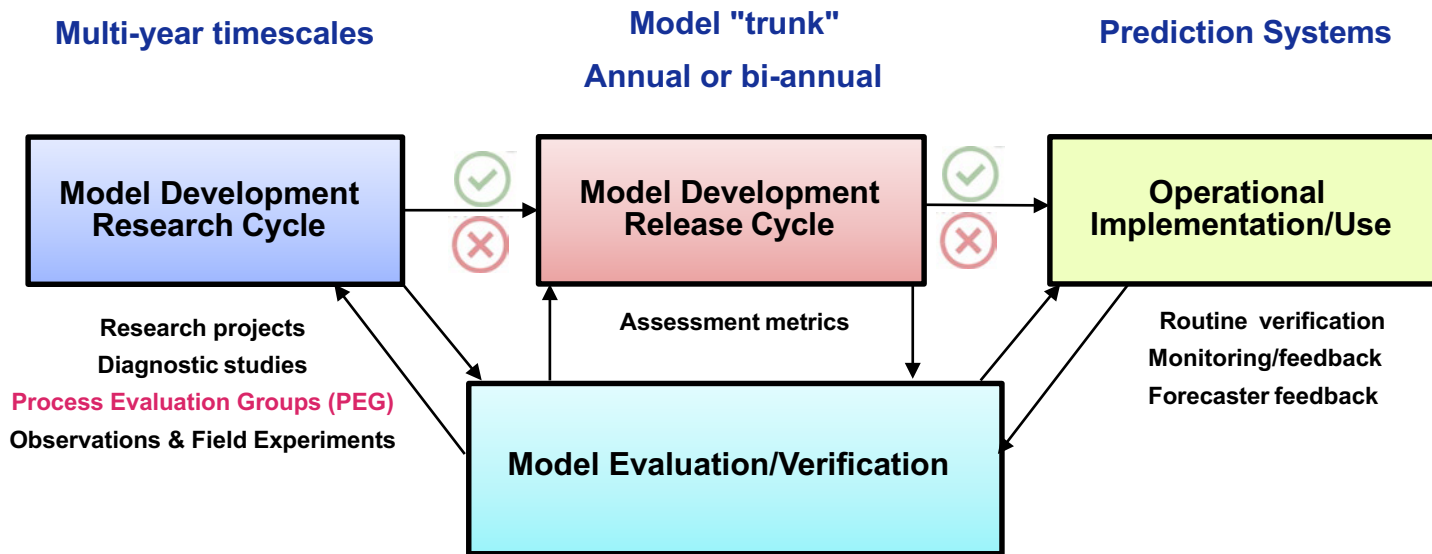 Multi-year timescales
Model "trunk"
Annual or bi-annual
Prediction Systems
Model Development
Research Cycle
Model Development
Release Cycle
Operational
Implementation/Use
Research projects
Diagnostic studies
Process Evaluation Groups (PEG)
Observations & Field Experiments
Assessment metrics
Routine verification
Monitoring/feedback
Forecaster feedback
Model Evaluation/Verification